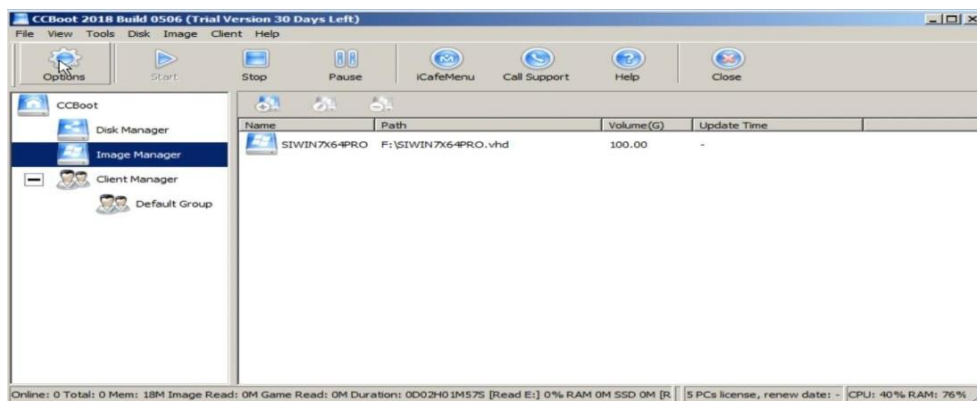 CCBoot 2018 Build 0506 (Trial Version 30 Days Left)
File View Tools Disk Image Client Help
Options Start Stop Pause iCafeMenu Call Support Help Close
CCBoot
Disk Manager
Image Manager
Client Manager
Default Group
Name Path Volume(G) Update Time
SIWIN7X64PRO F:\SIWIN7X64PRO.vhd 100.00 -
Online: 0 Total: 0 Mem: 18M Image Read: 0M Game Read: 0M Duration: 0D02H01M57S [Read E:] 0% RAM 0M SSD 0M [R 5 PCs license, renew date: - CPU: 40% RAM: 76%